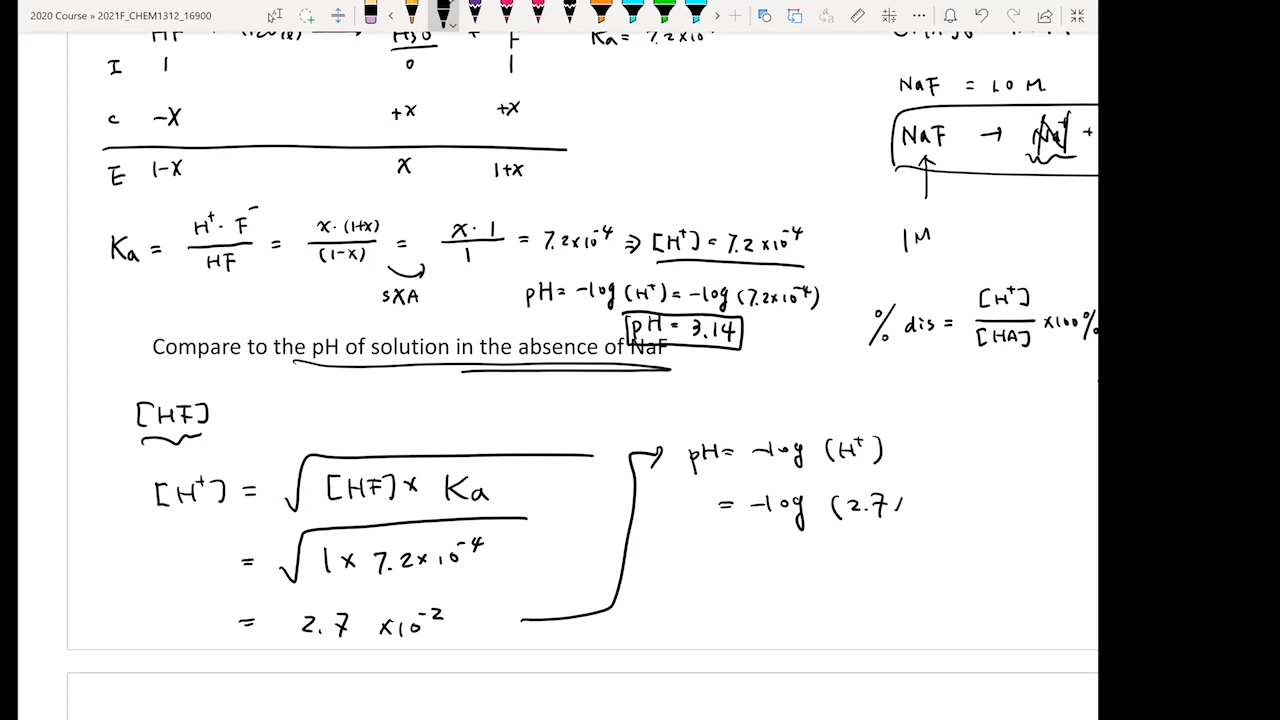 2020 Course » 2021F_CHEM1312_16900
I 1 0 1
C -X +X +X
E 1-X X 1+X
NaF = 1.0 M
NaF → Na⁺ +
1M
Ka = H⁺· F⁻ / HF = X·(1+X) / (1-X) = X·1 / 1 = 7.2x10⁻⁴ ⇒ [H⁺] = 7.2x10⁻⁴
SXA
pH = -log (H⁺) = -log (7.2x10⁻⁴)
pH = 3.14
% dis = [H⁺] / [HA] x100%
Compare to the pH of solution in the absence of NaF
[HF]
[H⁺] = √[HF] x Ka
= √1 x 7.2x10⁻⁴
= 2.7 x10⁻²
pH = -log (H⁺)
= -log (2.7